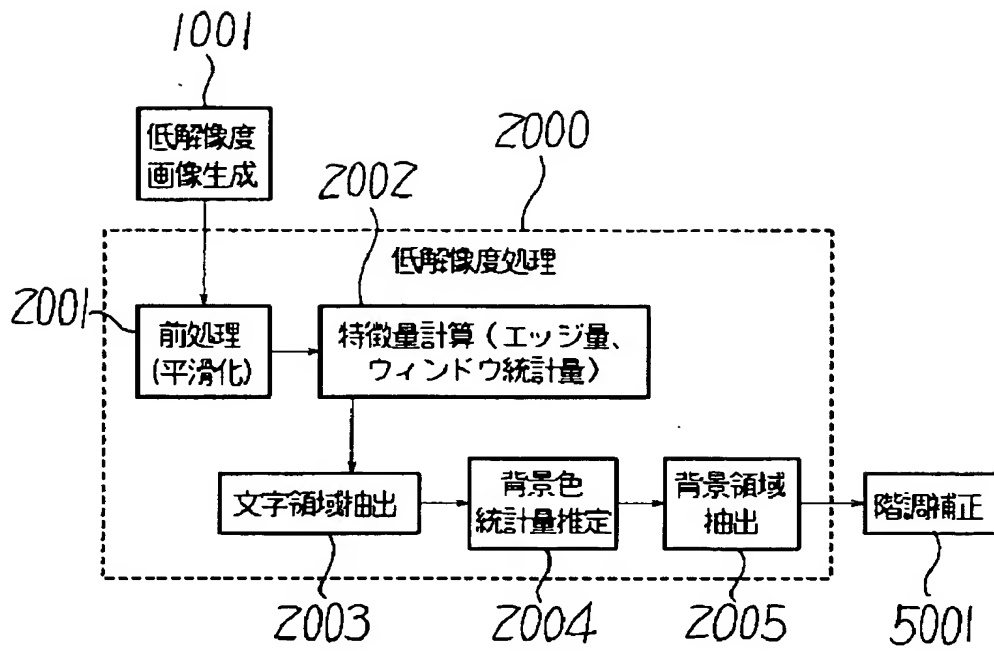 1001
低解像度
画像生成
2000
2002
低解像度処理
2001
前処理
(平滑化)
特徴量計算(エッジ量、
ウィンドウ統計量)
文字領域抽出
背景色
統計量推定
背景領域
抽出
階調補正
2003
2004
2005
5001